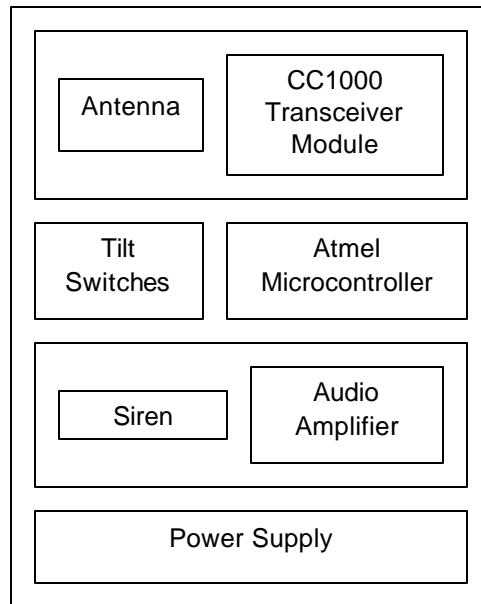 Antenna
CC1000
Transceiver
Module
Tilt
Switches
Atmel
Microcontroller
Siren
Audio
Amplifier
Power Supply